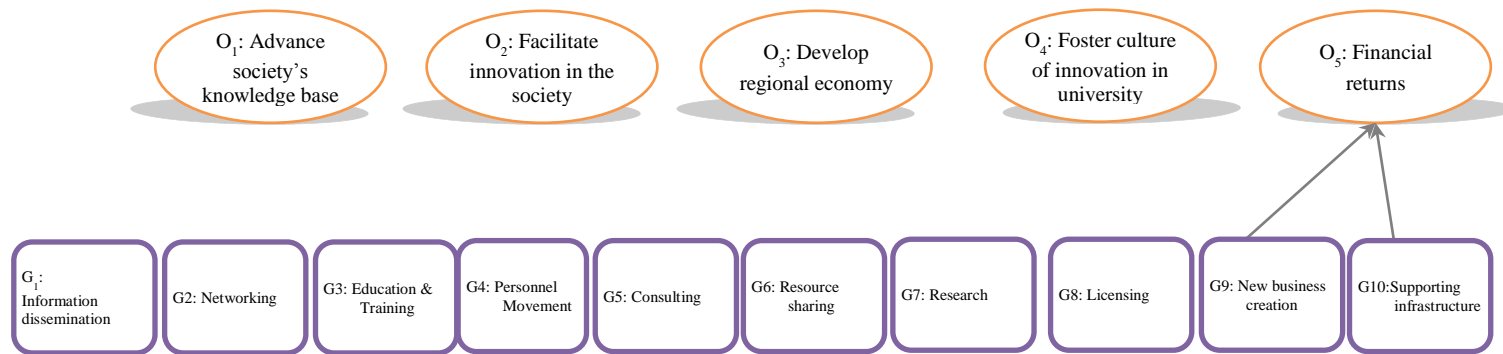 O₁: Advance
society's
knowledge base
O₂: Facilitate
innovation in the
society
O₃: Develop
regional economy
O₄: Foster culture
of innovation in
university
O₅: Financial
returns
G₁:
Information
dissemination
G2: Networking
G3: Education &
Training
G4: Personnel
Movement
G5: Consulting
G6: Resource
sharing
G7: Research
G8: Licensing
G9: New business
creation
G10:Supporting
infrastructure